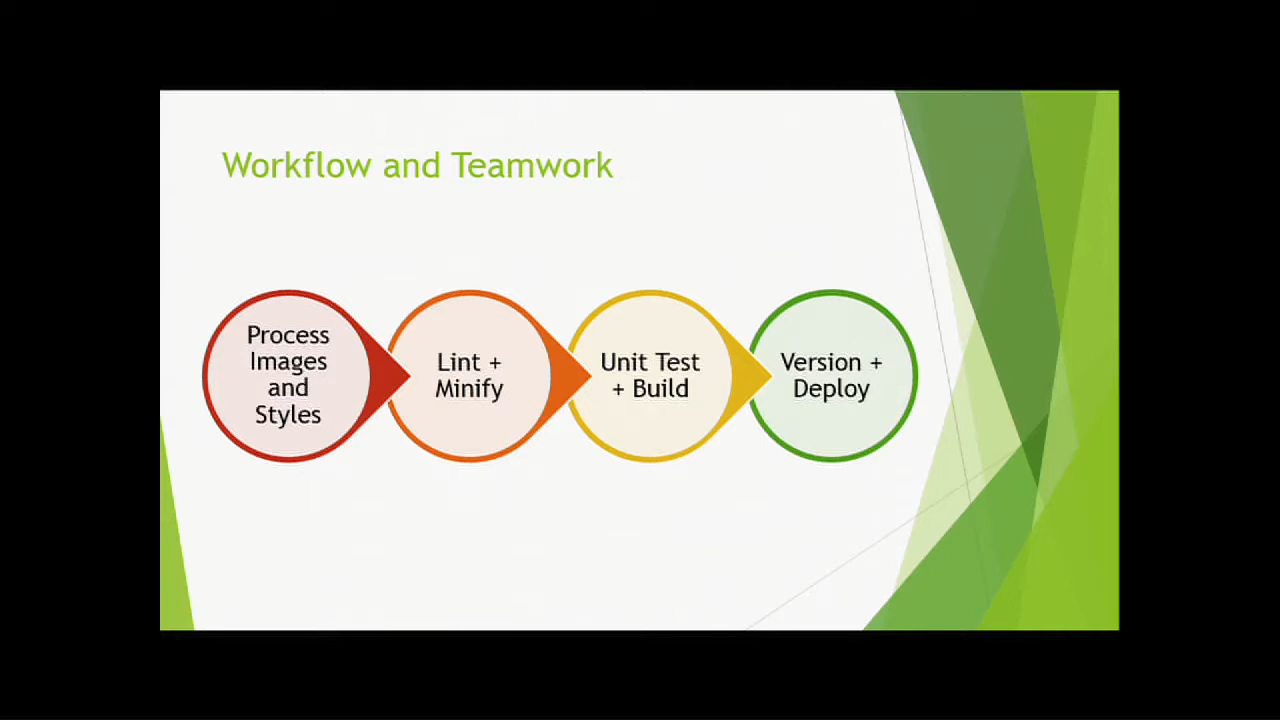 Workflow and Teamwork
Process
Images
and
Styles
Lint +
Minify
Unit Test
+ Build
Version +
Deploy